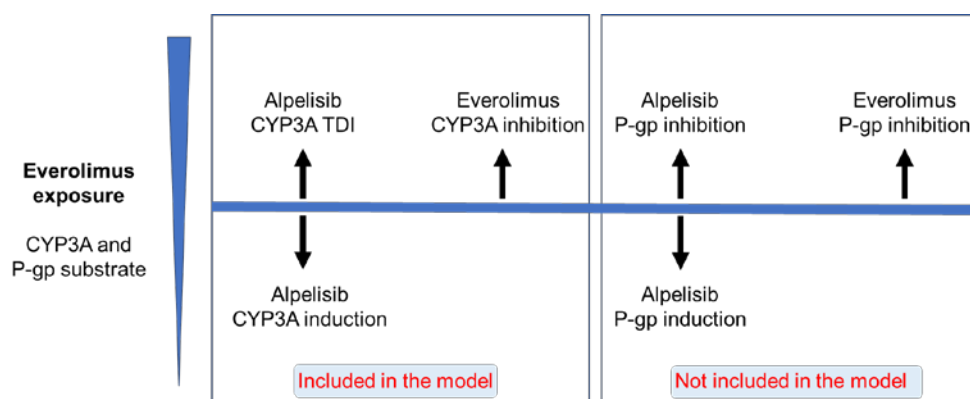 Everolimus
exposure
CYP3A and
P-gp substrate
Alpelisib
CYP3A TDI
Everolimus
CYP3A inhibition
Alpelisib
CYP3A induction
Included in the model
Alpelisib
P-gp inhibition
Everolimus
P-gp inhibition
Alpelisib
P-gp induction
Not included in the model